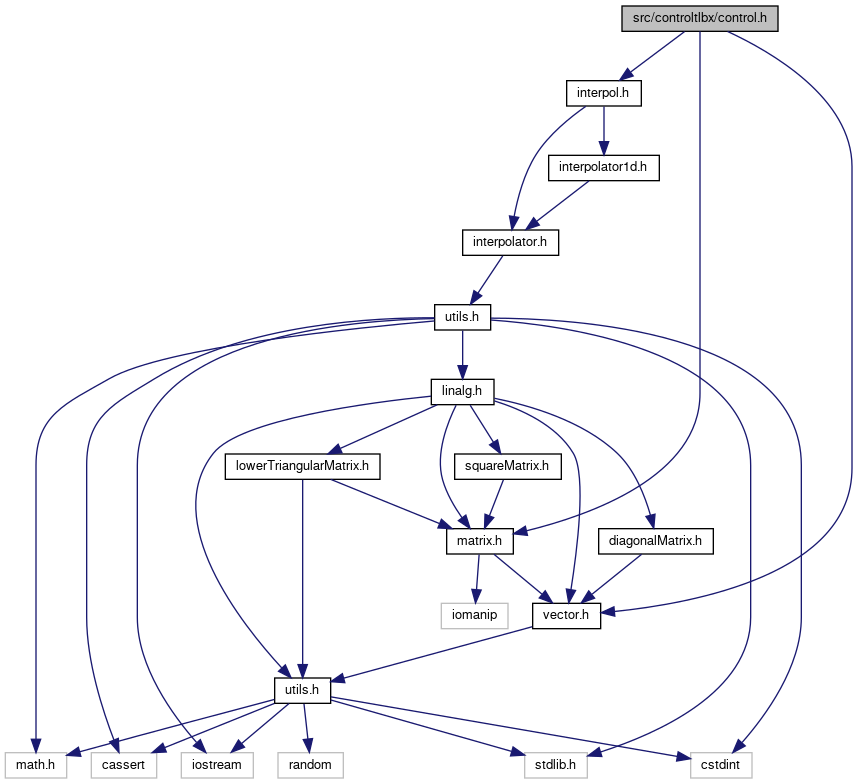 src/controltlbx/control.h
interpol.h
interpolator1d.h
interpolator.h
utils.h
linalg.h
lowerTriangularMatrix.h
squareMatrix.h
matrix.h
diagonalMatrix.h
iomanip
vector.h
utils.h
math.h
cassert
iostream
random
stdlib.h
cstdint